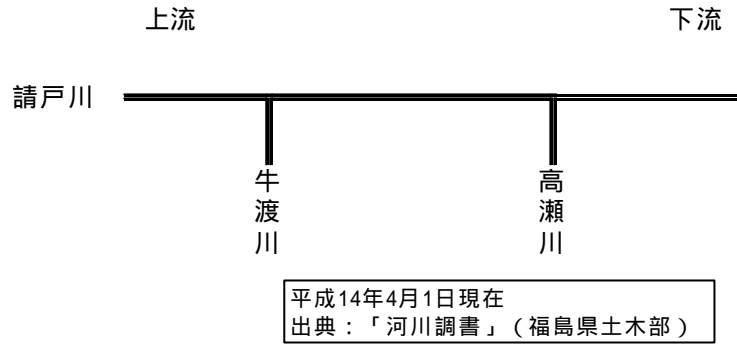 上流
下流
請戸川
牛渡川
高瀬川
平成14年4月1日現在
出典：「河川調書」（福島県土木部）